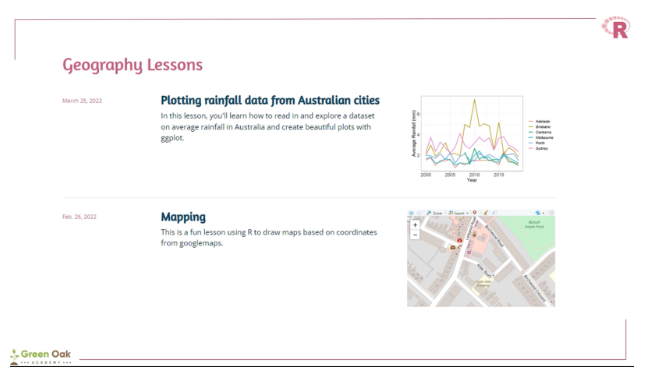 R
Geography Lessons
March 25, 2022
Plotting rainfall data from Australian cities
In this lesson, you'll learn how to read in and explore a dataset
on average rainfall in Australia and create beautiful plots with
ggplot.
Average Rainfall (mm)
2000 2005 2010 2015
Year
Adelaide
Brisbane
Canberra
Melbourne
Perth
Sydney
Feb. 26, 2022
Mapping
This is a fun lesson using R to draw maps based on coordinates
from googlemaps.
Green Oak
ACADEMY